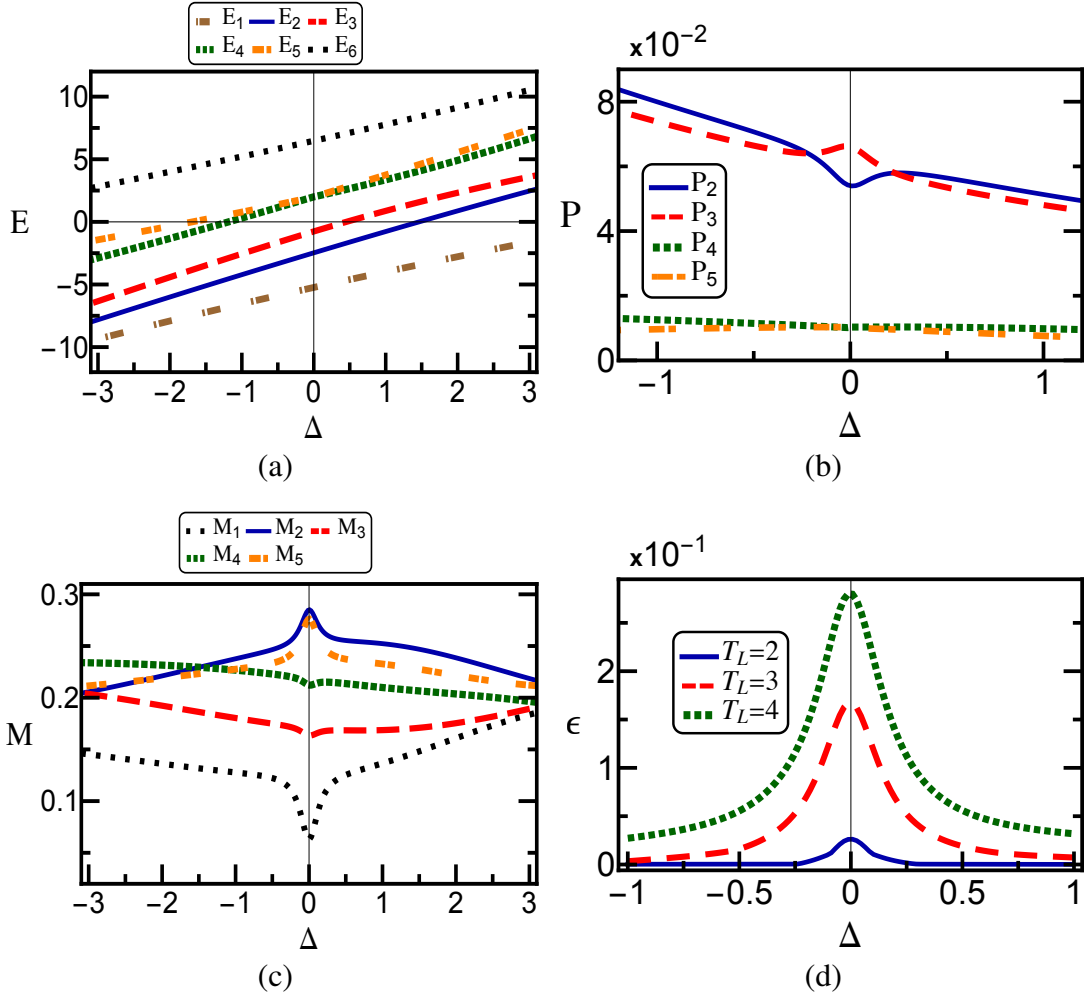 E₁ E₂ E₃
E₄ E₅ E₆
10
5
0
−5
−10
E
−3 −2 −1 0 1 2 3
Δ
(a)
×10⁻²
8
4
0
P
P₂
P₃
P₄
P₅
−1 0 1
Δ
(b)
M₁ M₂ M₃
M₄ M₅
0.3
0.2
0.1
M
−3 −2 −1 0 1 2 3
Δ
(c)
×10⁻¹
2
1
0
ϵ
T_L=2
T_L=3
T_L=4
−1 −0.5 0 0.5 1
Δ
(d)